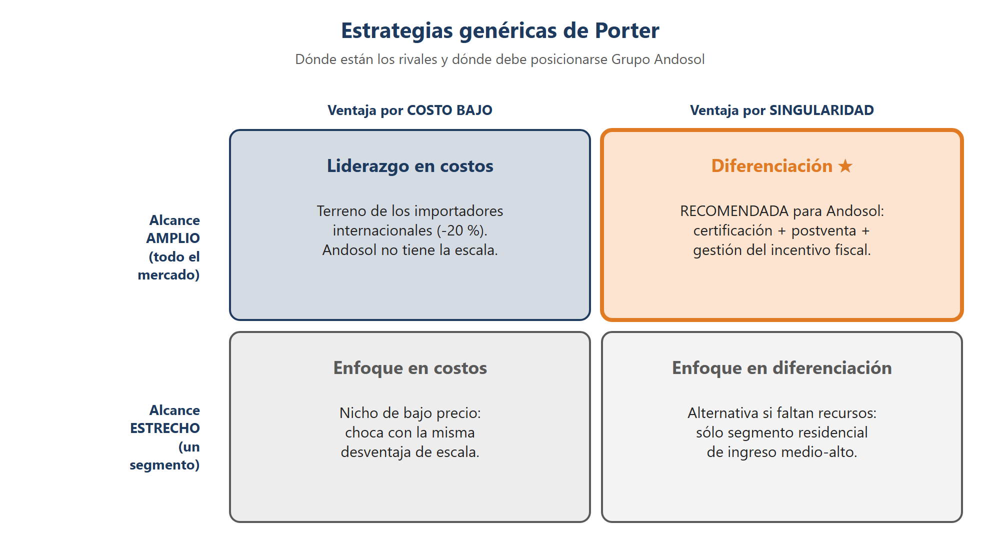 Estrategias genéricas de Porter
Dónde están los rivales y dónde debe posicionarse Grupo Andosol
Ventaja por COSTO BAJO
Ventaja por SINGULARIDAD
Alcance
AMPLIO
(todo el
mercado)
Liderazgo en costos
Terreno de los importadores
internacionales (-20 %).
Andosol no tiene la escala.
Diferenciación ★
RECOMENDADA para Andosol:
certificación + postventa +
gestión del incentivo fiscal.
Alcance
ESTRECHO
(un
segmento)
Enfoque en costos
Nicho de bajo precio:
choca con la misma
desventaja de escala.
Enfoque en diferenciación
Alternativa si faltan recursos:
sólo segmento residencial
de ingreso medio-alto.